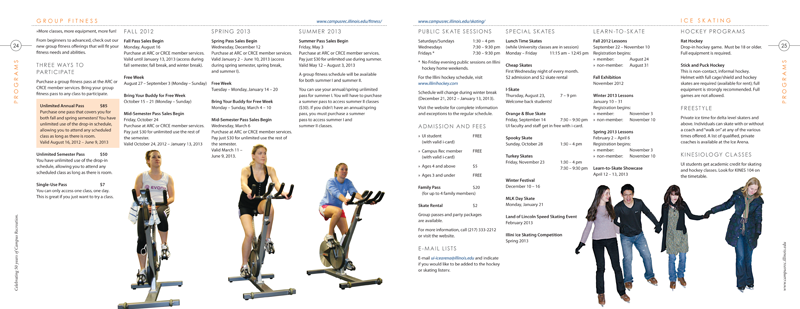 GROUP FITNESS
www.campusrec.illinois.edu/fitness/
24
PROGRAMS
Celebrating 50 years of Campus Recreation
»More classes, more equipment, more fun!
From beginners to advanced, check out our
new group fitness offerings that will fit your
fitness needs and abilities.
THREE WAYS TO
PARTICIPATE
Purchase a group fitness pass at the ARC or
CRCE member services. Bring your group
fitness pass to any class to participate.
Unlimited Annual Pass $85
Purchase one pass that covers you for
both fall and spring semesters! You have
unlimited use of the drop-in schedule,
allowing you to attend any scheduled
class as long as there is room.
Valid August 16, 2012 - June 9, 2013
Unlimited Semester Pass $50
You have unlimited use of the drop-in
schedule, allowing you to attend any
scheduled class as long as there is room.
Single-Use Pass $7
You can only access one class, one day.
This is great if you just want to try a class.
FALL 2012
Fall Pass Sales Begin
Monday, August 16
Purchase at ARC or CRCE member services.
Valid until January 13, 2013 (access during
fall semester, fall break, and winter break).
Free Week
August 27 - September 3 (Monday – Sunday)
Bring Your Buddy for Free Week
October 15 – 21 (Monday – Sunday)
Mid-Semester Pass Sales Begin
Wednesday, October 24
Purchase at ARC or CRCE member services.
Pay just $30 for unlimited use the rest of
the semester.
Valid October 24, 2012 – January 13, 2013
SPRING 2013
Spring Pass Sales Begin
Wednesday, December 12
Purchase at ARC or CRCE member services.
Valid January 2 – June 10, 2013 (access
during spring semester, spring break,
and summer I).
Free Week
Tuesday – Monday, January 14 – 20
Bring Your Buddy for Free Week
Monday – Sunday, March 4 – 10
Mid-Semester Pass Sales Begin
Wednesday, March 6
Purchase at ARC or CRCE member services.
Pay just $30 for unlimited use the rest of
the semester.
Valid March 11 –
June 9, 2013.
SUMMER 2013
Summer Pass Sales Begin
Friday, May 3
Purchase at ARC or CRCE member services.
Pay just $30 for unlimited use during summer.
Valid May 12 – August 3, 2013
A group fitness schedule will be available
for both summer I and summer II.
You can use your annual/spring unlimited
pass for summer I. You will have to purchase
a summer pass to access summer II classes
($30). If you didn't have an annual/spring
pass, you must purchase a summer
pass to access summer I and
summer II classes.
www.campusrec.illinois.edu/skating/
PUBLIC SKATE SESSIONS
Saturdays/Sundays 1:30 – 4 pm
Wednesdays 7:30 – 9:30 pm
Fridays * 7:30 – 9:30 pm
* No Friday evening public sessions on Illini
hockey home weekends.
For the Illini hockey schedule, visit
www.illinihockey.com
Schedule will change during winter break
(December 21, 2012 – January 13, 2013).
Visit the website for complete information
and exceptions to the regular schedule.
ADMISSION AND FEES
» UI student FREE
(with valid i-card)
» Campus Rec member FREE
(with valid i-card)
» Ages 4 and above $5
» Ages 3 and under FREE
Family Pass $20
(for up to 4 family members)
Skate Rental $2
Group passes and party packages
are available.
For more information, call (217) 333-2212
or visit the website.
E-MAIL LISTS
E-mail ui-icearena@illinois.edu and indicate
if you would like to be added to the hockey
or skating listserv.
SPECIAL SKATES
Lunch Time Skates
(while University classes are in session)
Monday – Friday 11:15 am – 12:45 pm
Cheap Skates
First Wednesday night of every month.
$2 admission and $2 skate rental
I-Skate
Thursday, August 23, 7 – 9 pm
Welcome back students!
Orange & Blue Skate
Friday, September 14 7:30 – 9:30 pm
UI faculty and staff get in free with i-card.
Spooky Skate
Sunday, October 28 1:30 – 4 pm
Turkey Skates
Friday, November 23 1:30 – 4 pm
7:30 – 9:30 pm
Winter Festival
December 10 – 16
MLK Day Skate
Monday, January 21
Land of Lincoln Speed Skating Event
February 2013
Illini Ice Skating Competition
Spring 2013
LEARN-TO-SKATE
Fall 2012 Lessons
September 22 – November 10
Registration begins:
» member: August 24
» non-member: August 31
Fall Exhibition
November 2012
Winter 2013 Lessons
January 10 – 31
Registration begins:
» member: November 3
» non-member: November 10
Spring 2013 Lessons
February 2 – April 6
Registration begins:
» member: November 3
» non-member: November 10
Learn-to-Skate Showcase
April 12 – 13, 2013
ICE SKATING
HOCKEY PROGRAMS
Rat Hockey
Drop-in hockey game. Must be 18 or older.
Full equipment is required.
Stick and Puck Hockey
This is non-contact, informal hockey.
Helmet with full cage/shield and hockey
skates are required (available for rent); full
equipment is strongly recommended. Full
games are not allowed.
FREESTYLE
Private ice time for delta level skaters and
above. Individuals can skate with or without
a coach and "walk on" at any of the various
times offered. A list of qualified, private
coaches is available at the Ice Arena.
KINESIOLOGY CLASSES
UI students get academic credit for skating
and hockey classes. Look for KINES 104 on
the timetable.
25
PROGRAMS
www.campusrec.illinois.edu